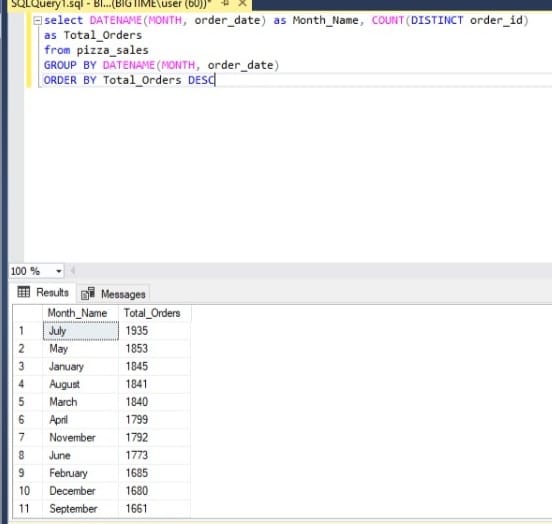 SQLQuery1.sql - BI...(BIGTIME\user (60))*
select DATENAME(MONTH, order_date) as Month_Name, COUNT(DISTINCT order_id)
as Total_Orders
from pizza_sales
GROUP BY DATENAME(MONTH, order_date)
ORDER BY Total_Orders DESC
100 %
Results Messages
Month_Name Total_Orders
1 July 1935
2 May 1853
3 January 1845
4 August 1841
5 March 1840
6 April 1799
7 November 1792
8 June 1773
9 February 1685
10 December 1680
11 September 1661